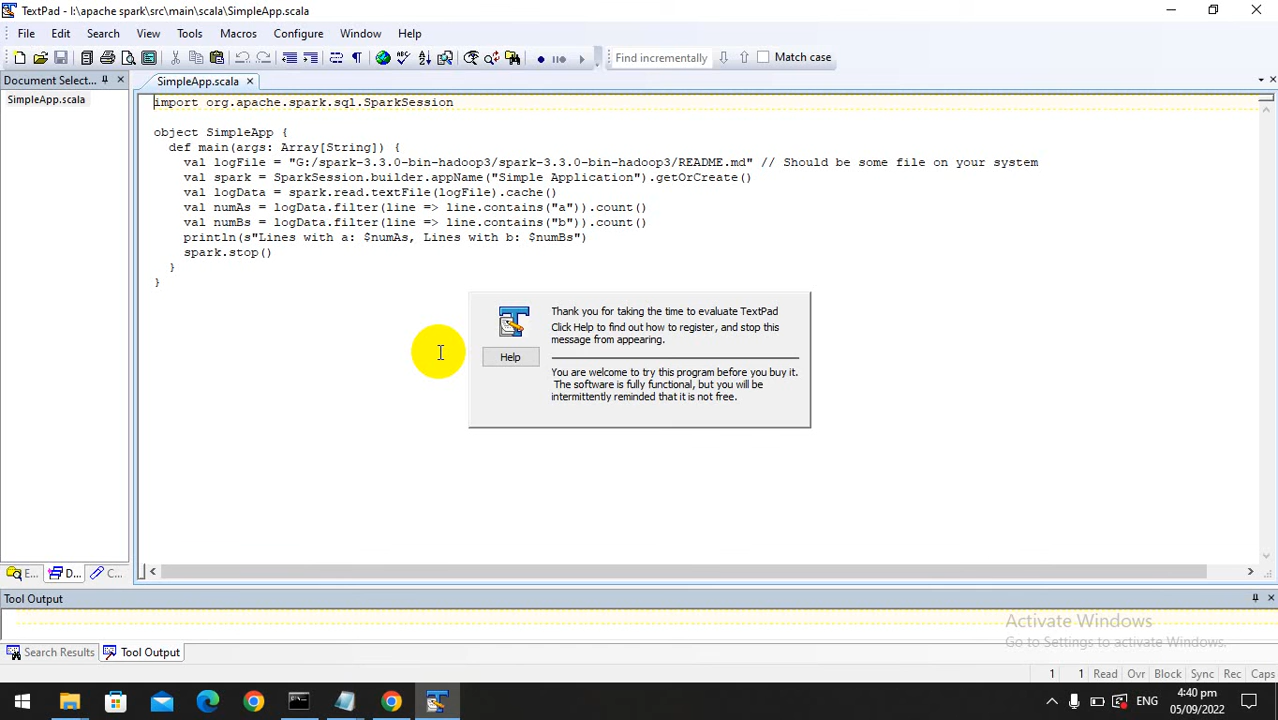 TextPad - I:\apache spark\src\main\scala\SimpleApp.scala
File Edit Search View Tools Macros Configure Window Help
Find incrementally Match case
Document Select...
SimpleApp.scala
SimpleApp.scala
import org.apache.spark.sql.SparkSession
object SimpleApp {
def main(args: Array[String]) {
val logFile = "G:/spark-3.3.0-bin-hadoop3/spark-3.3.0-bin-hadoop3/README.md" // Should be some file on your system
val spark = SparkSession.builder.appName("Simple Application").getOrCreate()
val logData = spark.read.textFile(logFile).cache()
val numAs = logData.filter(line => line.contains("a")).count()
val numBs = logData.filter(line => line.contains("b")).count()
println(s"Lines with a: $numAs, Lines with b: $numBs")
spark.stop()
}
}
Thank you for taking the time to evaluate TextPad
Click Help to find out how to register, and stop this
message from appearing.
Help
You are welcome to try this program before you buy it.
The software is fully functional, but you will be
intermittently reminded that it is not free.
E... D... C...
Tool Output
Activate Windows
Go to Settings to activate Windows.
Search Results Tool Output
1 1 Read Ovr Block Sync Rec Caps
ENG
4:40 pm
05/09/2022